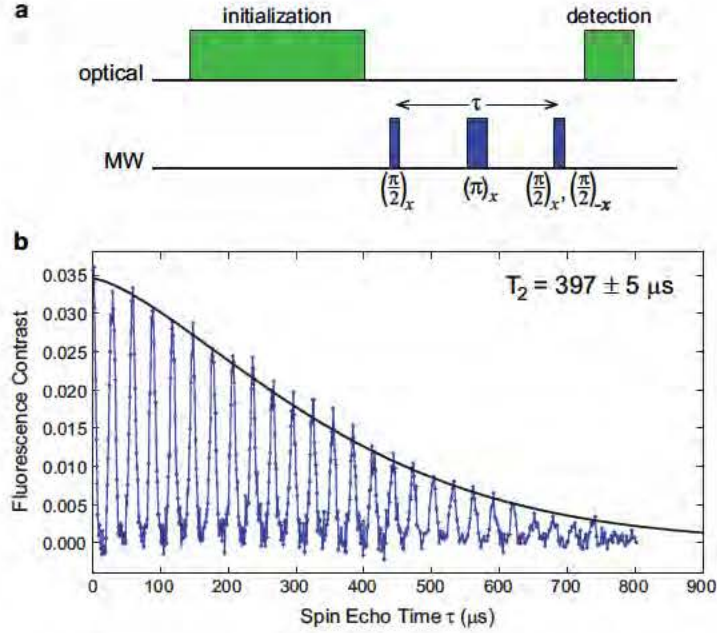 a
initialization
detection
optical
τ
MW
(π/2)x
(π)x
(π/2)x, (π/2)-x
b
T2 = 397 ± 5 μs
Fluorescence Contrast
0.035
0.030
0.025
0.020
0.015
0.010
0.005
0.000
0 100 200 300 400 500 600 700 800 900
Spin Echo Time τ (μs)